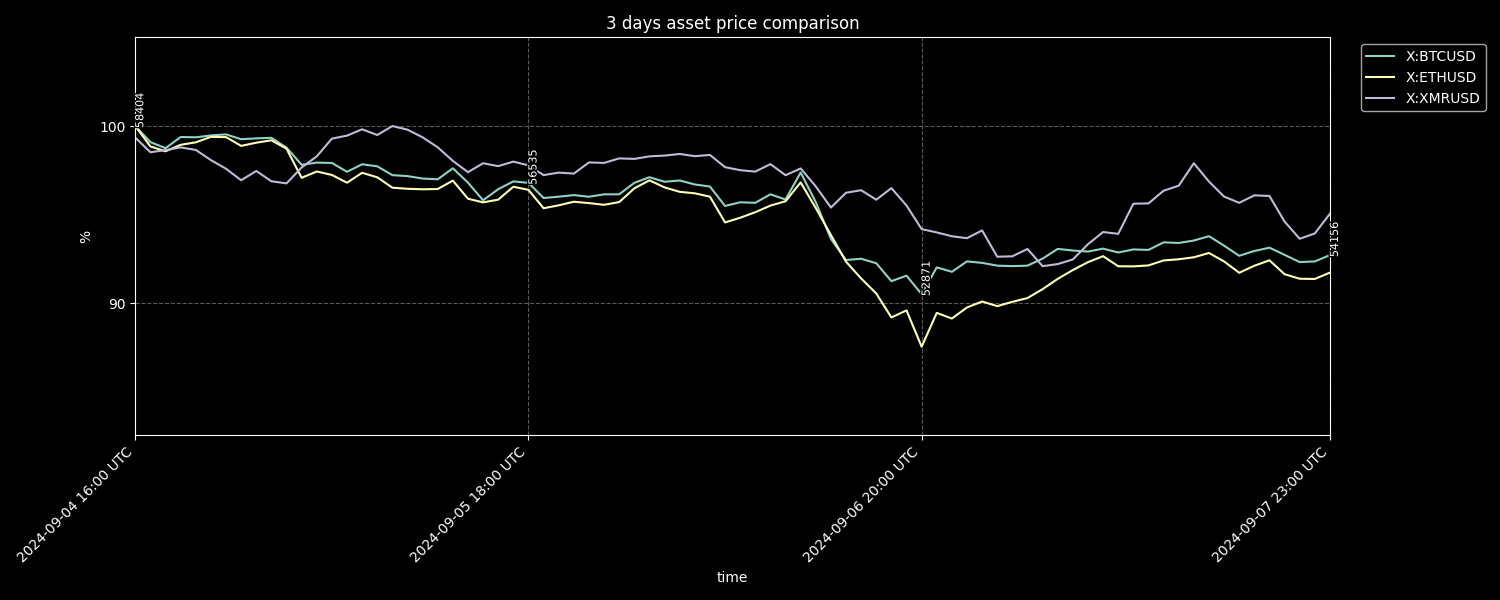 3 days asset price comparison
X:BTCUSD
X:ETHUSD
X:XMRUSD
58404
100
56535
%
54156
52871
90
2024-09-04 16:00 UTC
2024-09-05 18:00 UTC
2024-09-06 20:00 UTC
2024-09-07 23:00 UTC
time